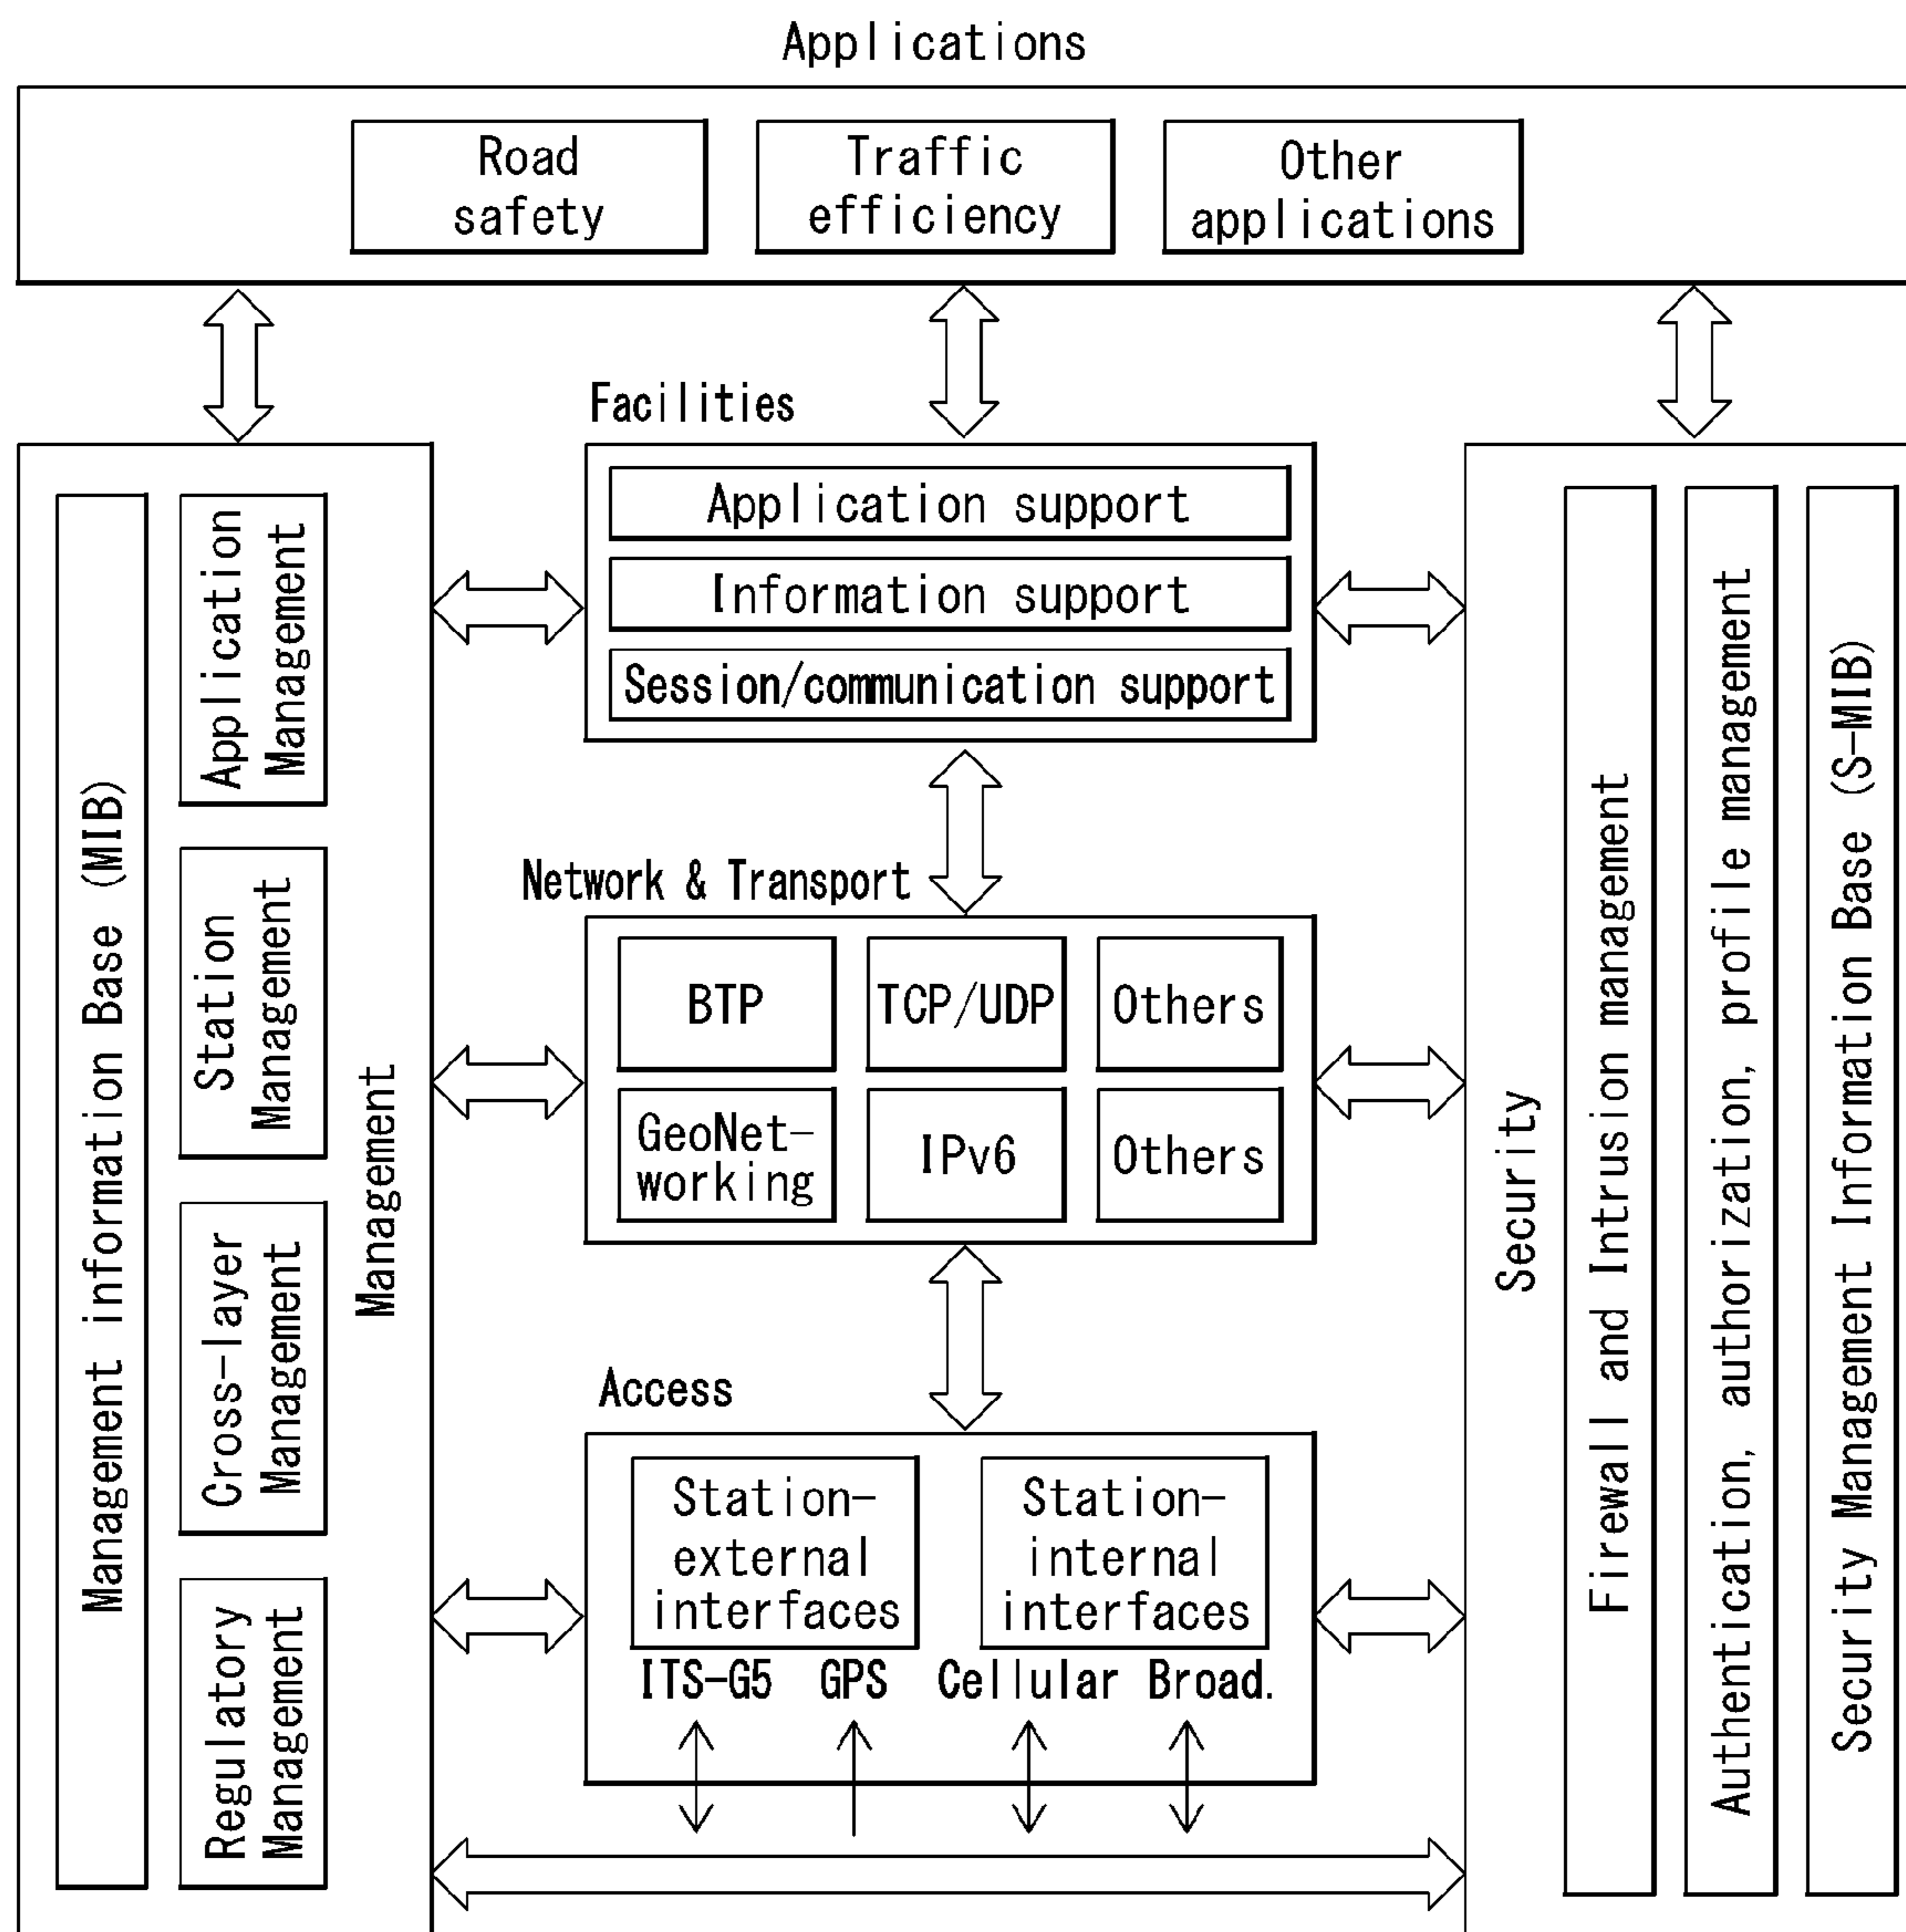 Applications
Road
safety
Traffic
efficiency
Other
applications
Management information Base (MIB)
Application
Management
Station
Management
Cross-layer
Management
Regulatory
Management
Management
Facilities
Application support
Information support
Session/communication support
Network & Transport
BTP
TCP/UDP
Others
GeoNet-
working
IPv6
Others
Access
Station-
external
interfaces
Station-
internal
interfaces
ITS-G5 GPS Cellular Broad.
Security
Firewall and Intrusion management
Authentication, authorization, profile management
Security Management Information Base (S-MIB)